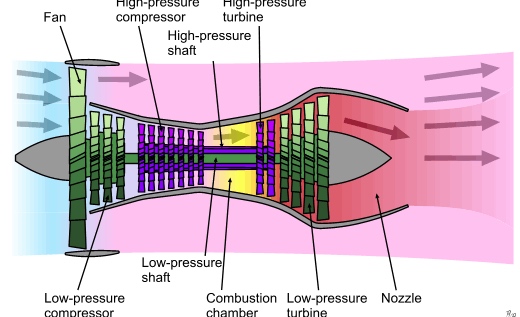 High-pressure
compressor
High-pressure
turbine
Fan
High-pressure
shaft
Low-pressure
shaft
Low-pressure
compressor
Combustion
chamber
Low-pressure
turbine
Nozzle